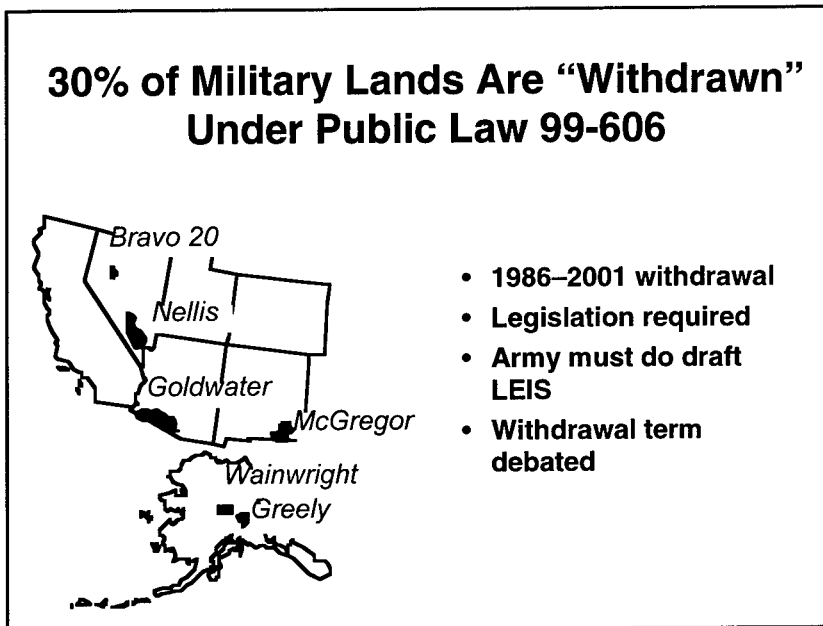 30% of Military Lands Are “Withdrawn”
Under Public Law 99-606
Bravo 20
Nellis
Goldwater
McGregor
Wainwright
Greely
• 1986–2001 withdrawal
• Legislation required
• Army must do draft
LEIS
• Withdrawal term
debated